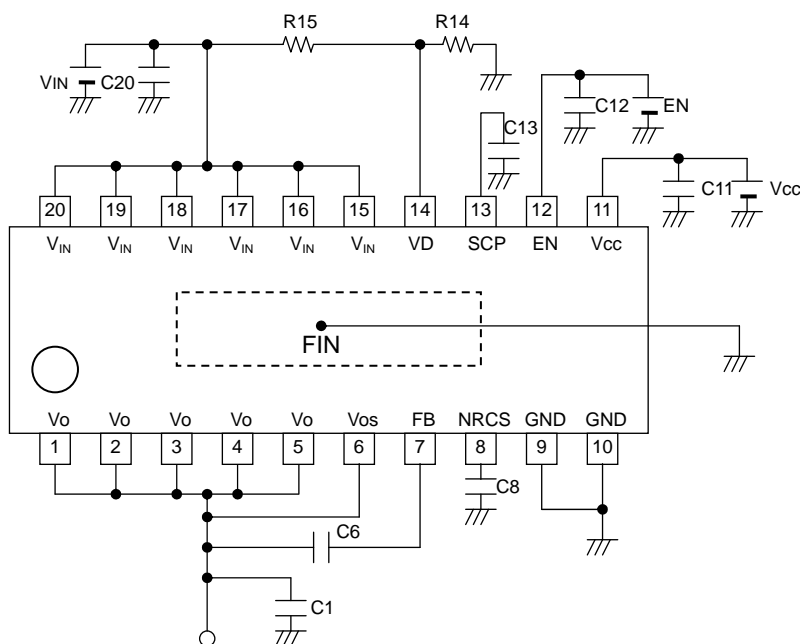 R15 R14
VIN C20 C12 EN
C13
C11 Vcc
20 19 18 17 16 15 14 13 12 11
VIN VIN VIN VIN VIN VIN VD SCP EN Vcc
FIN
Vo Vo Vo Vo Vo Vos FB NRCS GND GND
1 2 3 4 5 6 7 8 9 10
C8
C6
C1